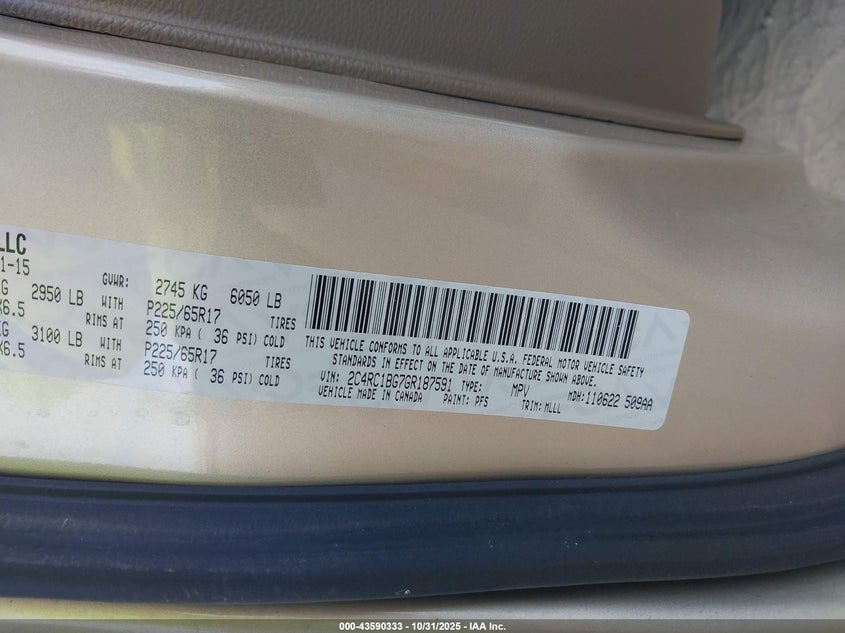 LLC
1-15
GVWR: 2745 KG 6050 LB
G 2950 LB WITH P225/65R17 TIRES
X6.5 RIMS AT 250 KPA ( 36 PSI) COLD
KG 3100 LB WITH P225/65R17 TIRES
X6.5 RIMS AT 250 KPA ( 36 PSI) COLD
THIS VEHICLE CONFORMS TO ALL APPLICABLE U.S.A. FEDERAL MOTOR VEHICLE SAFETY
STANDARDS IN EFFECT ON THE DATE OF MANUFACTURE SHOWN ABOVE.
VIN: 2C4RC1BG7GR187591 TYPE: MPV MDH: 110622 509AA
VEHICLE MADE IN CANADA PAINT: PFS TRIM: MLLL
000-43590333 | 10/31/2025 | IAA Inc.